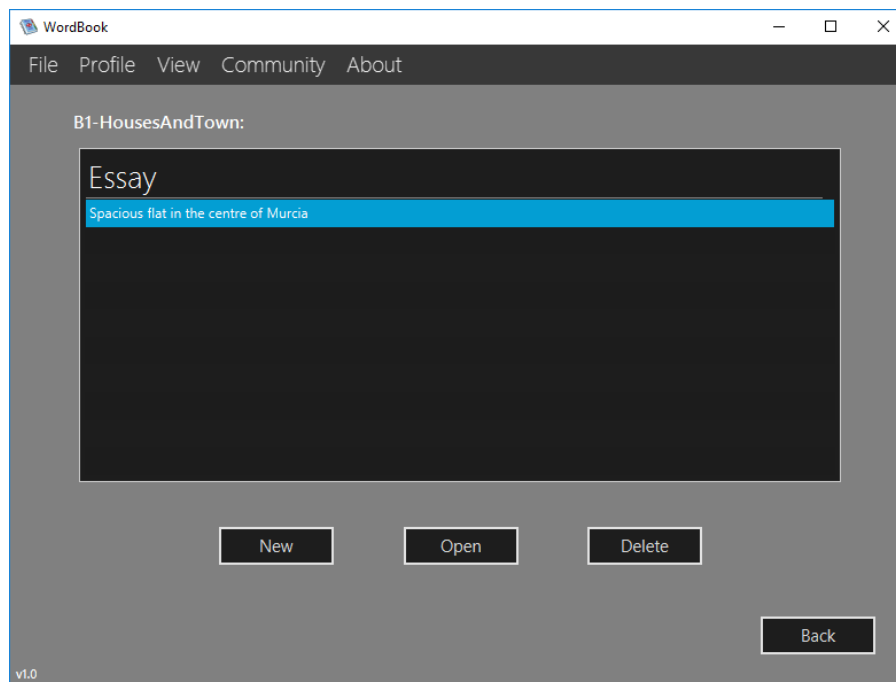 WordBook
File Profile View Community About
B1-HousesAndTown:
Essay
Spacious flat in the centre of Murcia
New Open Delete
Back
v1.0